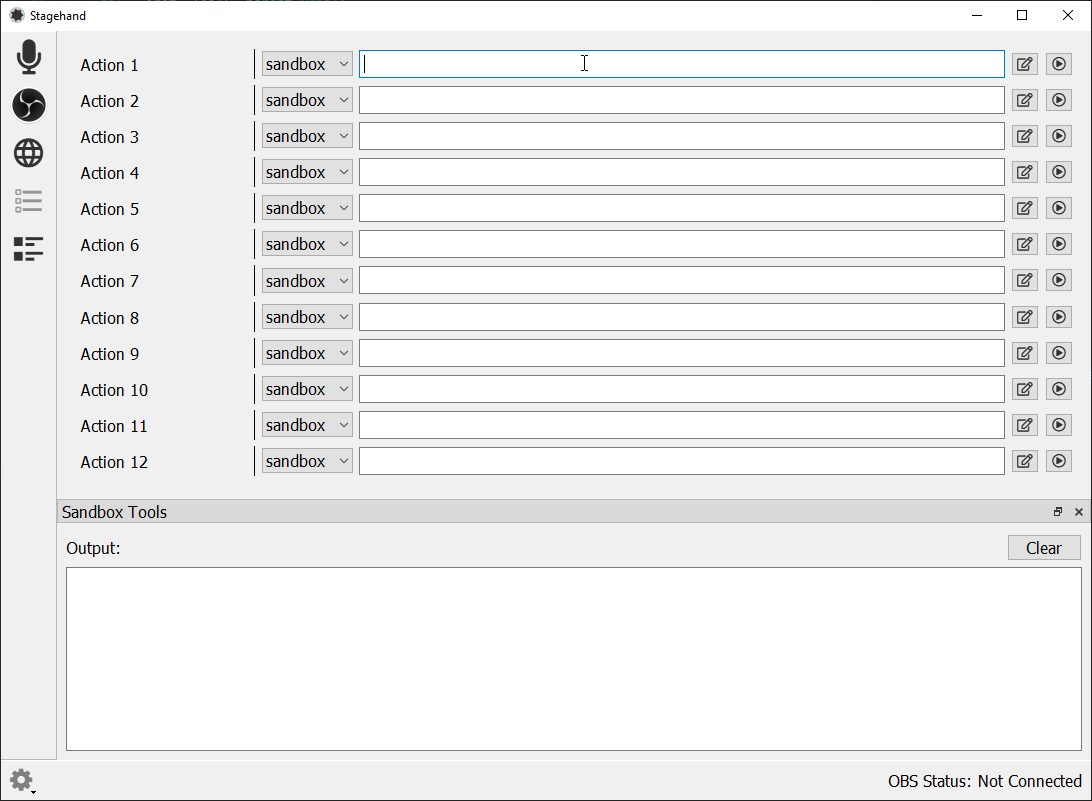 Stagehand
Action 1 sandbox
Action 2 sandbox
Action 3 sandbox
Action 4 sandbox
Action 5 sandbox
Action 6 sandbox
Action 7 sandbox
Action 8 sandbox
Action 9 sandbox
Action 10 sandbox
Action 11 sandbox
Action 12 sandbox
Sandbox Tools
Output: Clear
OBS Status: Not Connected